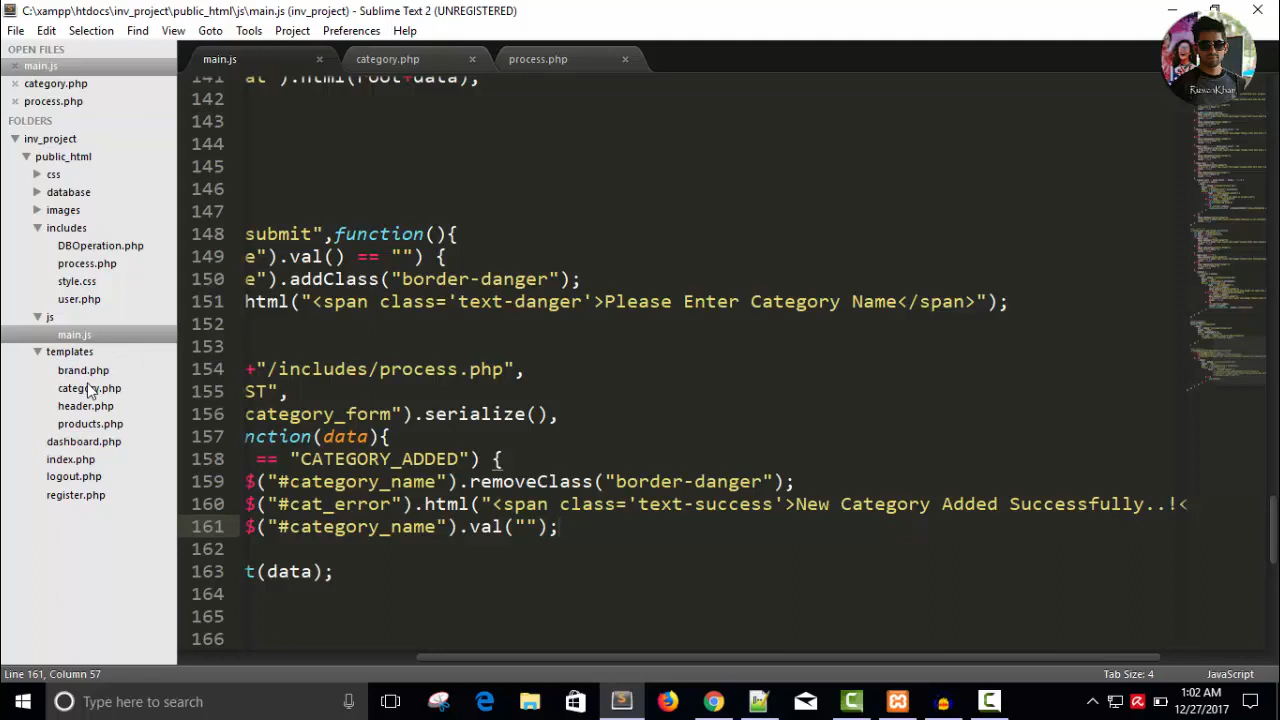 C:\xampp\htdocs\inv_project\public_html\js\main.js (inv_project) - Sublime Text 2 (UNREGISTERED)
File Edit Selection Find View Goto Tools Project Preferences Help
OPEN FILES
main.js
category.php
process.php
FOLDERS
inv_project
public_html
css
database
images
includes
DBOperation.php
process.php
style.css
user.php
js
main.js
templates
brand.php
category.php
header.php
products.php
dashboard.php
index.php
logout.php
register.php
main.js category.php process.php
141 at").html(root+data);
142
143
144
145
146
147
148 submit",function(){
149 e").val() == "") {
150 e").addClass("border-danger");
151 html("<span class='text-danger'>Please Enter Category Name</span>");
152
153
154 +"/includes/process.php",
155 ST",
156 category_form").serialize(),
157 nction(data){
158 == "CATEGORY_ADDED") {
159 $("#category_name").removeClass("border-danger");
160 $("#cat_error").html("<span class='text-success'>New Category Added Successfully..!<
161 $("#category_name").val("");
162
163 t(data);
164
165
166
RizwanKhan
Line 161, Column 57 Tab Size: 4 JavaScript
Type here to search
1:02 AM
12/27/2017